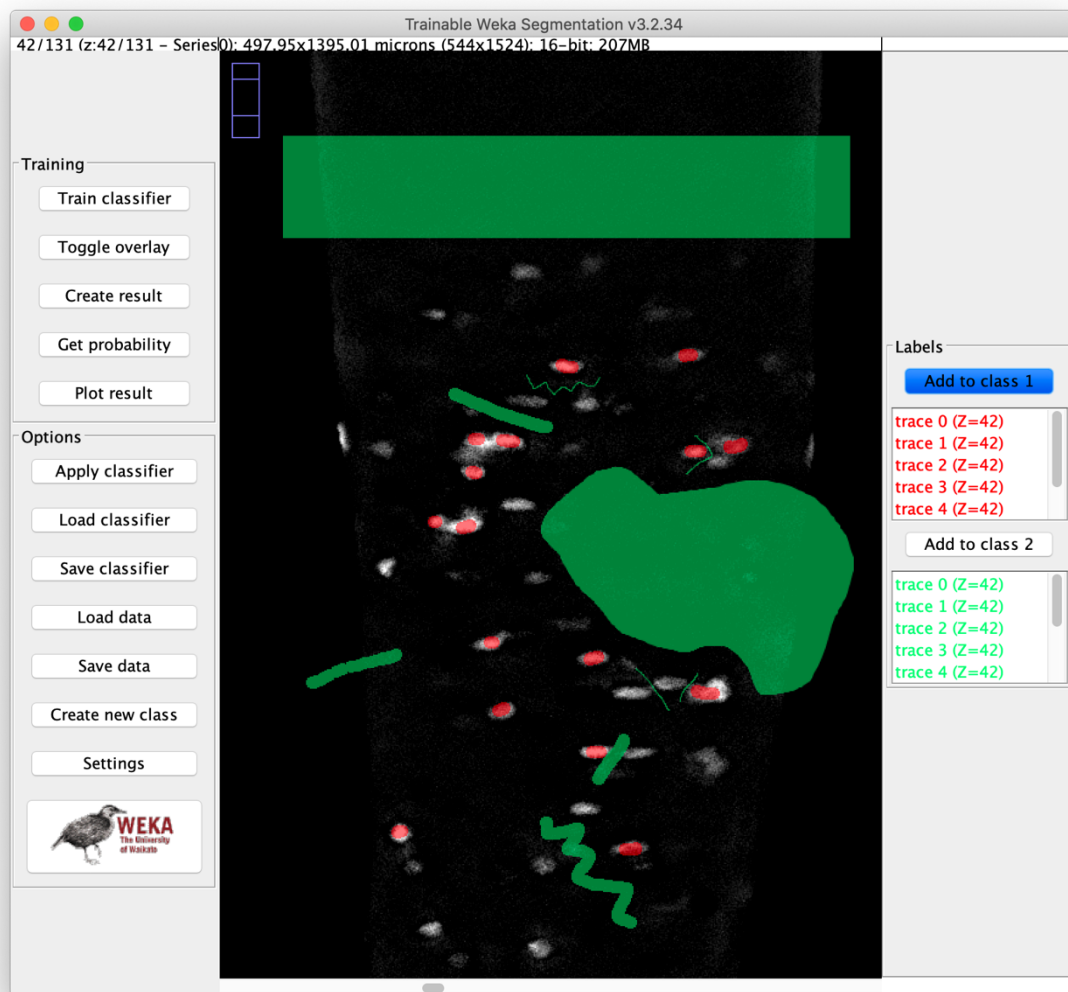 Trainable Weka Segmentation v3.2.34
42/131 (z:42/131 - Series0): 497.95x1395.01 microns (544x1524); 16-bit; 207MB
Training
Train classifier
Toggle overlay
Create result
Get probability
Plot result
Options
Apply classifier
Load classifier
Save classifier
Load data
Save data
Create new class
Settings
WEKA
The University
of Waikato
Labels
Add to class 1
trace 0 (Z=42)
trace 1 (Z=42)
trace 2 (Z=42)
trace 3 (Z=42)
trace 4 (Z=42)
Add to class 2
trace 0 (Z=42)
trace 1 (Z=42)
trace 2 (Z=42)
trace 3 (Z=42)
trace 4 (Z=42)